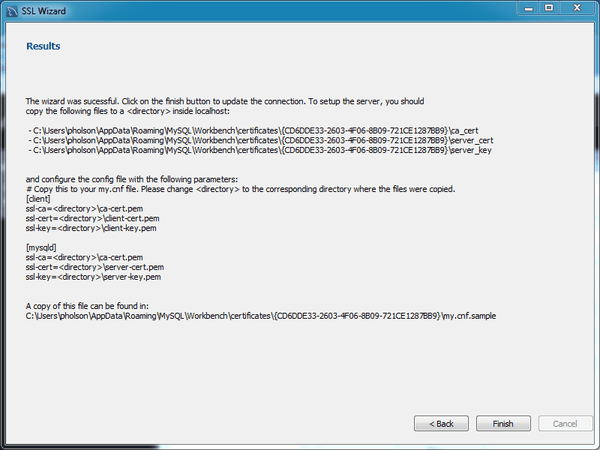 SSL Wizard
Results
The wizard was sucessful. Click on the finish button to update the connection. To setup the server, you should
copy the following files to a <directory> inside localhost:
- C:\Users\pholson\AppData\Roaming\MySQL\Workbench\certificates\{CD6DDE33-2603-4F06-8B09-721CE1287BB9}\ca_cert
- C:\Users\pholson\AppData\Roaming\MySQL\Workbench\certificates\{CD6DDE33-2603-4F06-8B09-721CE1287BB9}\server_cert
- C:\Users\pholson\AppData\Roaming\MySQL\Workbench\certificates\{CD6DDE33-2603-4F06-8B09-721CE1287BB9}\server_key
and configure the config file with the following parameters:
# Copy this to your my.cnf file. Please change <directory> to the corresponding directory where the files were copied.
[client]
ssl-ca=<directory>\ca-cert.pem
ssl-cert=<directory>\client-cert.pem
ssl-key=<directory>\client-key.pem
[mysqld]
ssl-ca=<directory>\ca-cert.pem
ssl-cert=<directory>\server-cert.pem
ssl-key=<directory>\server-key.pem
A copy of this file can be found in:
C:\Users\pholson\AppData\Roaming\MySQL\Workbench\certificates\{CD6DDE33-2603-4F06-8B09-721CE1287BB9}\my.cnf.sample
< Back
Finish
Cancel